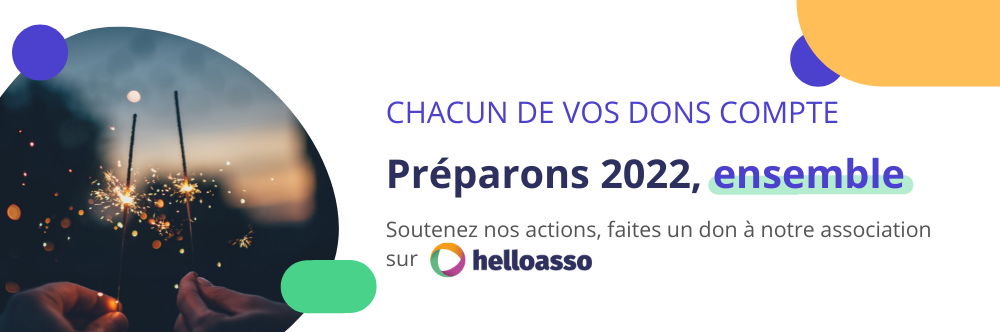 CHACUN DE VOS DONS COMPTE
Préparons 2022, ensemble
Soutenez nos actions, faites un don à notre association
sur helloasso